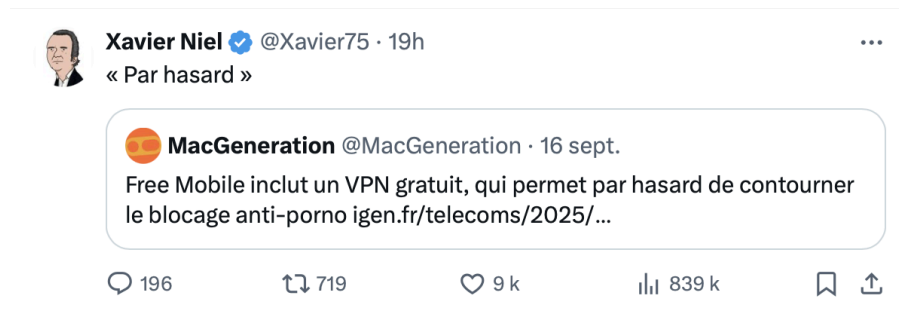 Xavier Niel @Xavier75 · 19h
« Par hasard »
MacGeneration @MacGeneration · 16 sept.
Free Mobile inclut un VPN gratuit, qui permet par hasard de contourner
le blocage anti-porno igen.fr/telecoms/2025/…
196 719 9 k 839 k